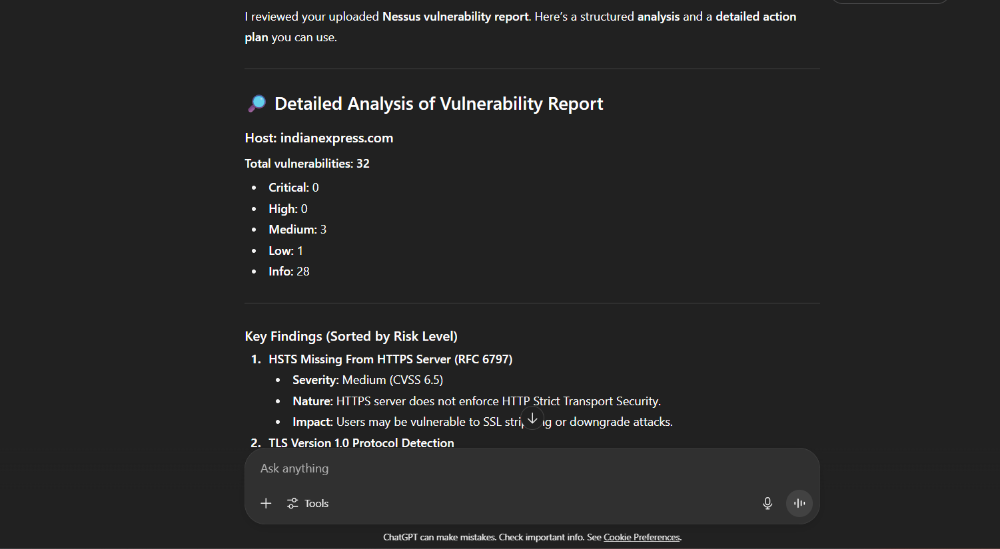 I reviewed your uploaded Nessus vulnerability report. Here's a structured analysis and a detailed action
plan you can use.
Detailed Analysis of Vulnerability Report
Host: indianexpress.com
Total vulnerabilities: 32
• Critical: 0
• High: 0
• Medium: 3
• Low: 1
• Info: 28
Key Findings (Sorted by Risk Level)
1. HSTS Missing From HTTPS Server (RFC 6797)
• Severity: Medium (CVSS 6.5)
• Nature: HTTPS server does not enforce HTTP Strict Transport Security.
• Impact: Users may be vulnerable to SSL stripping or downgrade attacks.
2. TLS Version 1.0 Protocol Detection
Ask anything
Tools
ChatGPT can make mistakes. Check important info. See Cookie Preferences.